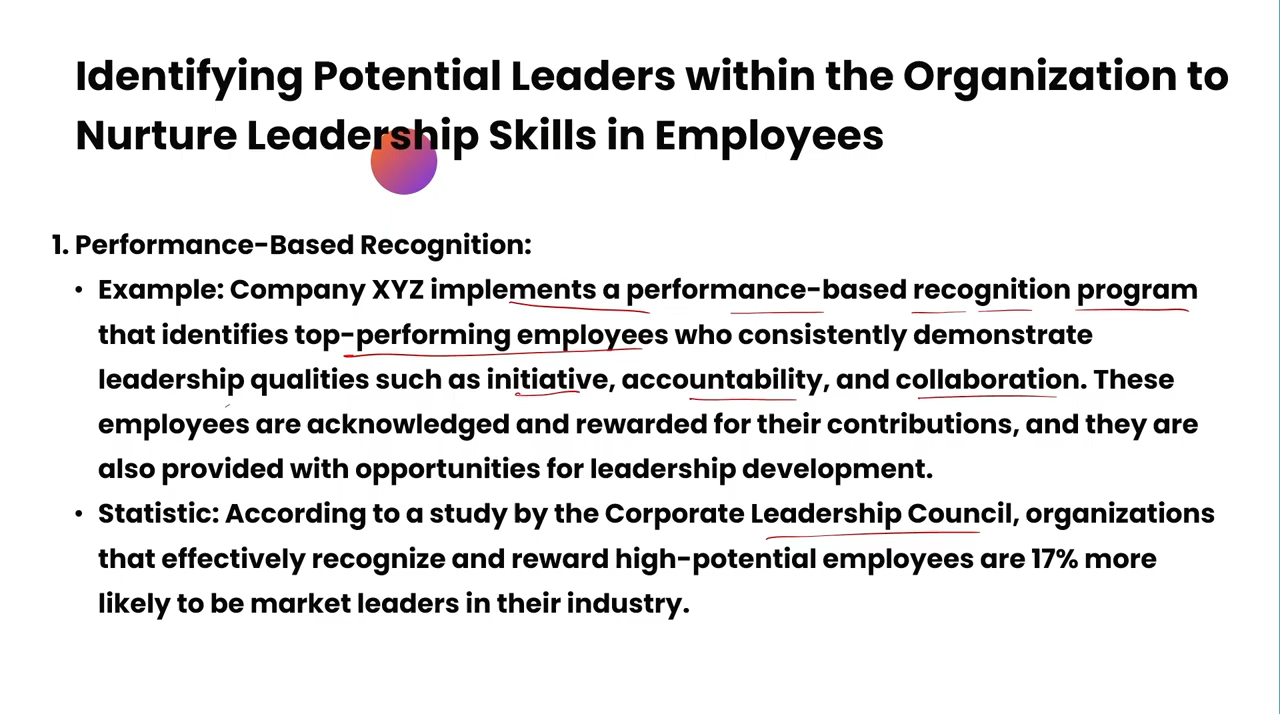 Identifying Potential Leaders within the Organization to
Nurture Leadership Skills in Employees
1. Performance-Based Recognition:
• Example: Company XYZ implements a performance-based recognition program
that identifies top-performing employees who consistently demonstrate
leadership qualities such as initiative, accountability, and collaboration. These
employees are acknowledged and rewarded for their contributions, and they are
also provided with opportunities for leadership development.
• Statistic: According to a study by the Corporate Leadership Council, organizations
that effectively recognize and reward high-potential employees are 17% more
likely to be market leaders in their industry.